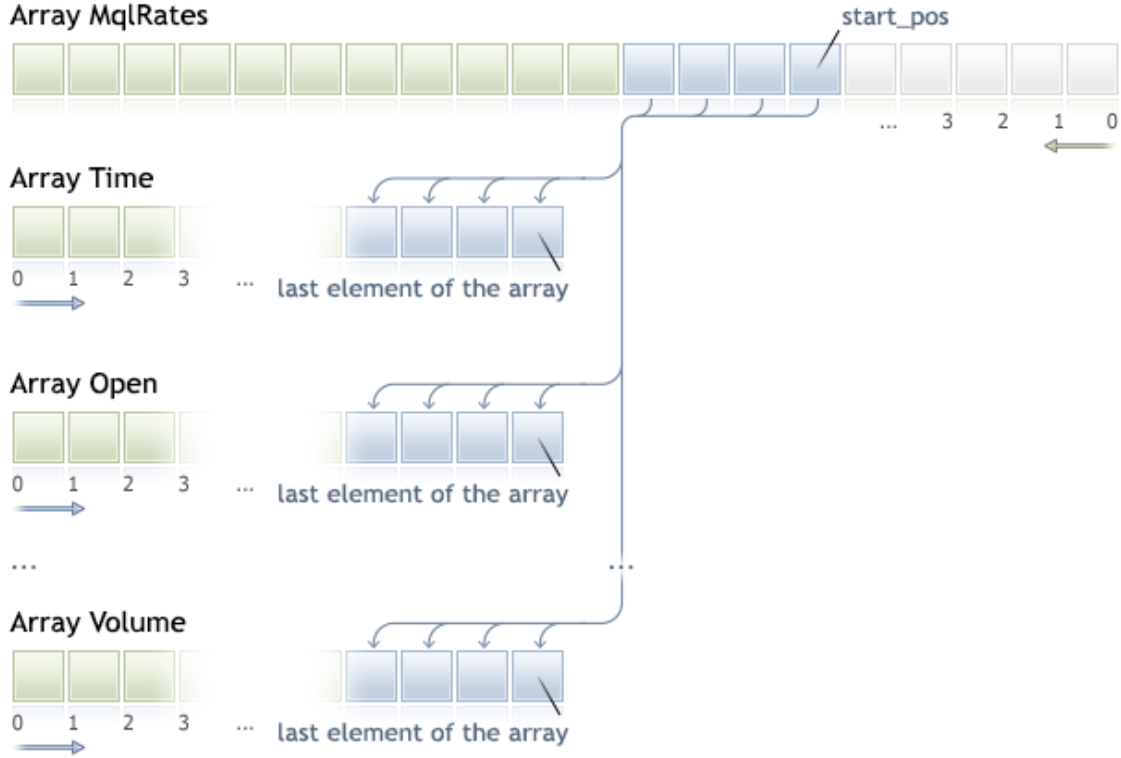 Array MqlRates
start_pos
... 3 2 1 0
Array Time
0 1 2 3 ...
last element of the array
Array Open
0 1 2 3 ...
last element of the array
... ...
Array Volume
0 1 2 3 ...
last element of the array